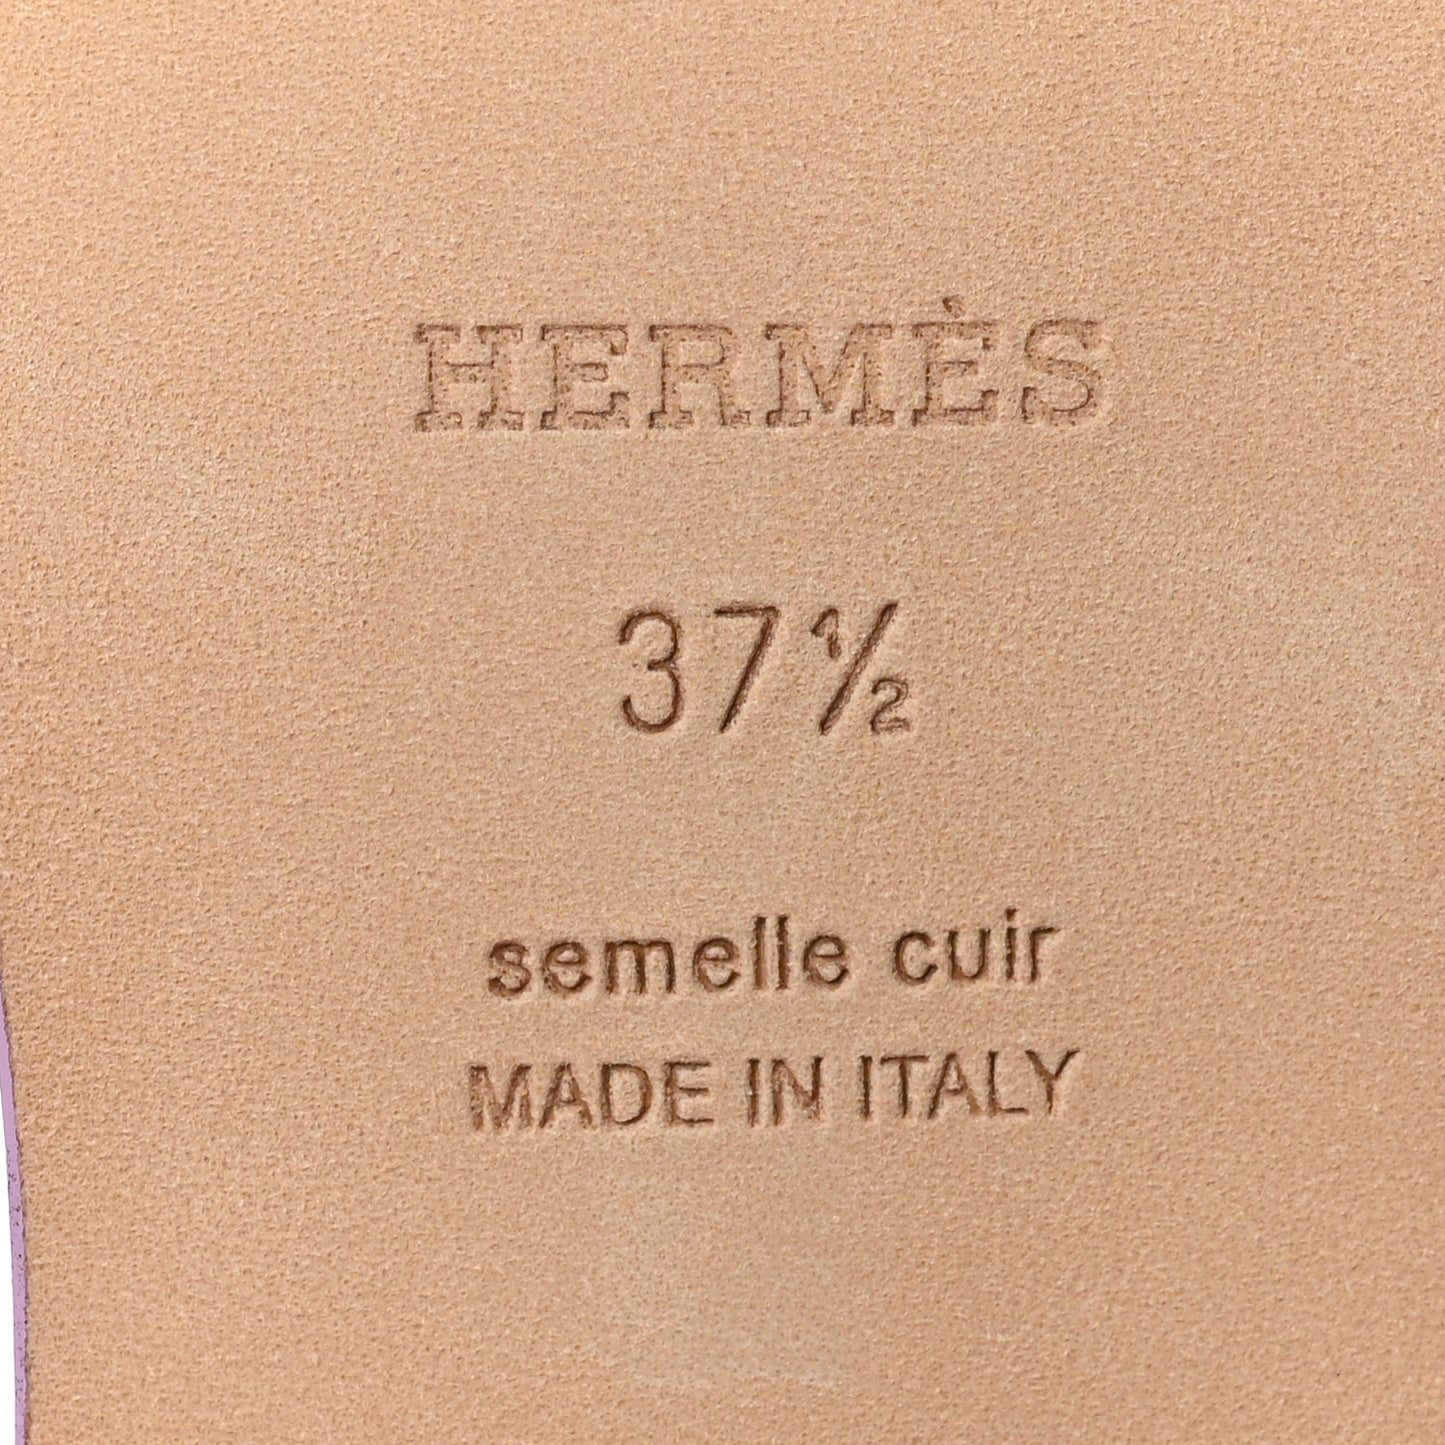 HERMÈS
37½
semelle cuir
MADE IN ITALY